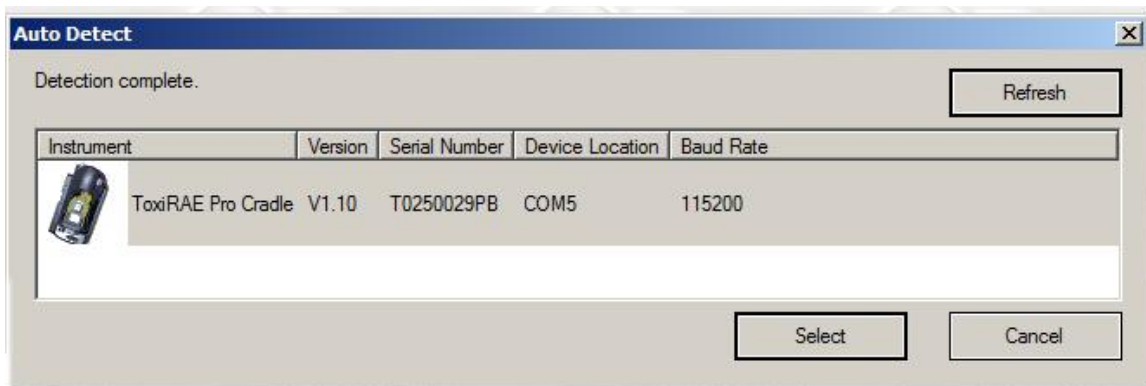 Auto Detect
Detection complete.
Refresh
Instrument Version Serial Number Device Location Baud Rate
ToxiRAE Pro Cradle V1.10 T0250029PB COM5 115200
Select Cancel